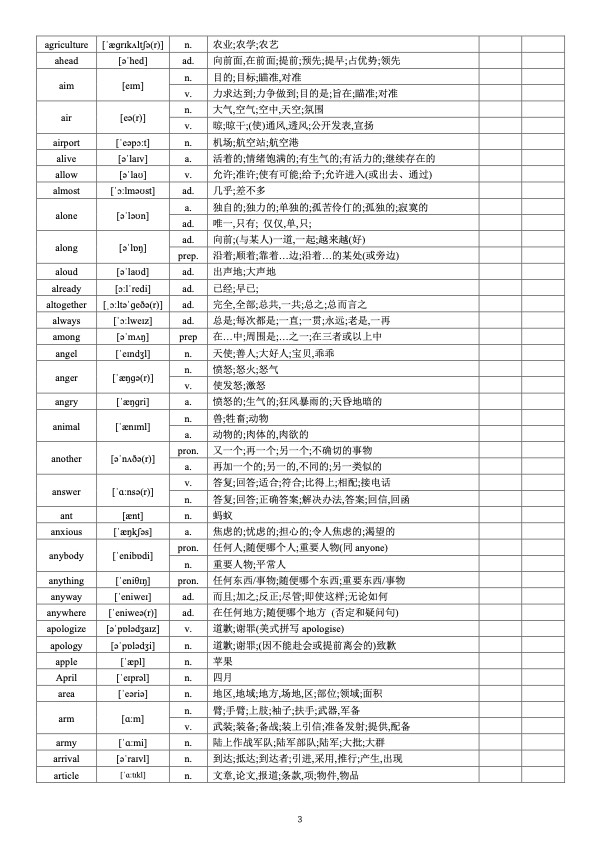 agriculture [ˈæɡrɪkʌltʃə(r)] n. 农业;农学;农艺
ahead [əˈhed] ad. 向前面,在前面;提前;预先;提早;占优势;领先
aim [eɪm] n. 目的;目标;瞄准,对准
v. 力求达到;力争做到;目的是;旨在;瞄准;对准
air [eə(r)] n. 大气,空气;空中,天空;氛围
v. 晾;晾干;(使)通风,透风;公开发表,宣扬
airport [ˈeəpɔːt] n. 机场;航空站;航空港
alive [əˈlaɪv] a. 活着的;情绪饱满的;有生气的;有活力的;继续存在的
allow [əˈlaʊ] v. 允许;准许;使有可能;给予;允许进入(或出去、通过)
almost [ˈɔːlməʊst] ad. 几乎;差不多
alone [əˈləʊn] a. 独自的;独力的;单独的;孤苦伶仃的;孤独的;寂寞的
ad. 唯一,只有; 仅仅,单,只;
along [əˈlɒŋ] ad. 向前;(与某人)一道,一起;越来越(好)
prep. 沿着;顺着;靠着…边;沿着…的某处(或旁边)
aloud [əˈlaʊd] ad. 出声地;大声地
already [ɔːlˈredi] ad. 已经;早已;
altogether [ˌɔːltəˈɡeðə(r)] ad. 完全,全部;总共,一共;总之;总而言之
always [ˈɔːlweɪz] ad. 总是;每次都是;一直;一贯;永远;老是,一再
among [əˈmʌŋ] prep 在…中;周围是;…之一;在三者或以上中
angel [ˈeɪndʒl] n. 天使;善人;大好人;宝贝,乖乖
anger [ˈæŋɡə(r)] n. 愤怒;怒火;怒气
v. 使发怒;激怒
angry [ˈæŋɡri] a. 愤怒的;生气的;狂风暴雨的;天昏地暗的
animal [ˈænɪml] n. 兽;牲畜;动物
a. 动物的;肉体的,肉欲的
another [əˈnʌðə(r)] pron. 又一个;再一个;另一个;不确切的事物
a. 再加一个的;另一的,不同的;另一类似的
answer [ˈɑːnsə(r)] v. 答复;回答;适合;符合;比得上;相配;接电话
n. 答复;回答;正确答案;解决办法,答案;回信,回函
ant [ænt] n. 蚂蚁
anxious [ˈæŋkʃəs] a. 焦虑的;忧虑的;担心的;令人焦虑的;渴望的
anybody [ˈenibɒdi] pron. 任何人;随便哪个人;重要人物(同 anyone)
n. 重要人物;平常人
anything [ˈeniθɪŋ] pron. 任何东西/事物;随便哪个东西;重要东西/事物
anyway [ˈeniweɪ] ad. 而且;加之;反正;尽管;即使这样;无论如何
anywhere [ˈeniweə(r)] ad. 在任何地方;随便哪个地方 (否定和疑问句)
apologize [əˈpɒlədʒaɪz] v. 道歉;谢罪(美式拼写 apologise)
apology [əˈpɒlədʒi] n. 道歉;谢罪;(因不能赴会或提前离会的)致歉
apple [ˈæpl] n. 苹果
April [ˈeɪprəl] n. 四月
area [ˈeəriə] n. 地区,地域;地方,场地,区;部位;领域;面积
arm [ɑːm] n. 臂;手臂;上肢;袖子;扶手;武器,军备
v. 武装;装备;备战;装上引信;准备发射;提供,配备
army [ˈɑːmi] n. 陆上作战军队;陆军部队;陆军;大批;大群
arrival [əˈraɪvl] n. 到达;抵达;到达者;引进,采用,推行;产生,出现
article [ˈɑːtɪkl] n. 文章,论文,报道;条款,项;物件,物品
3